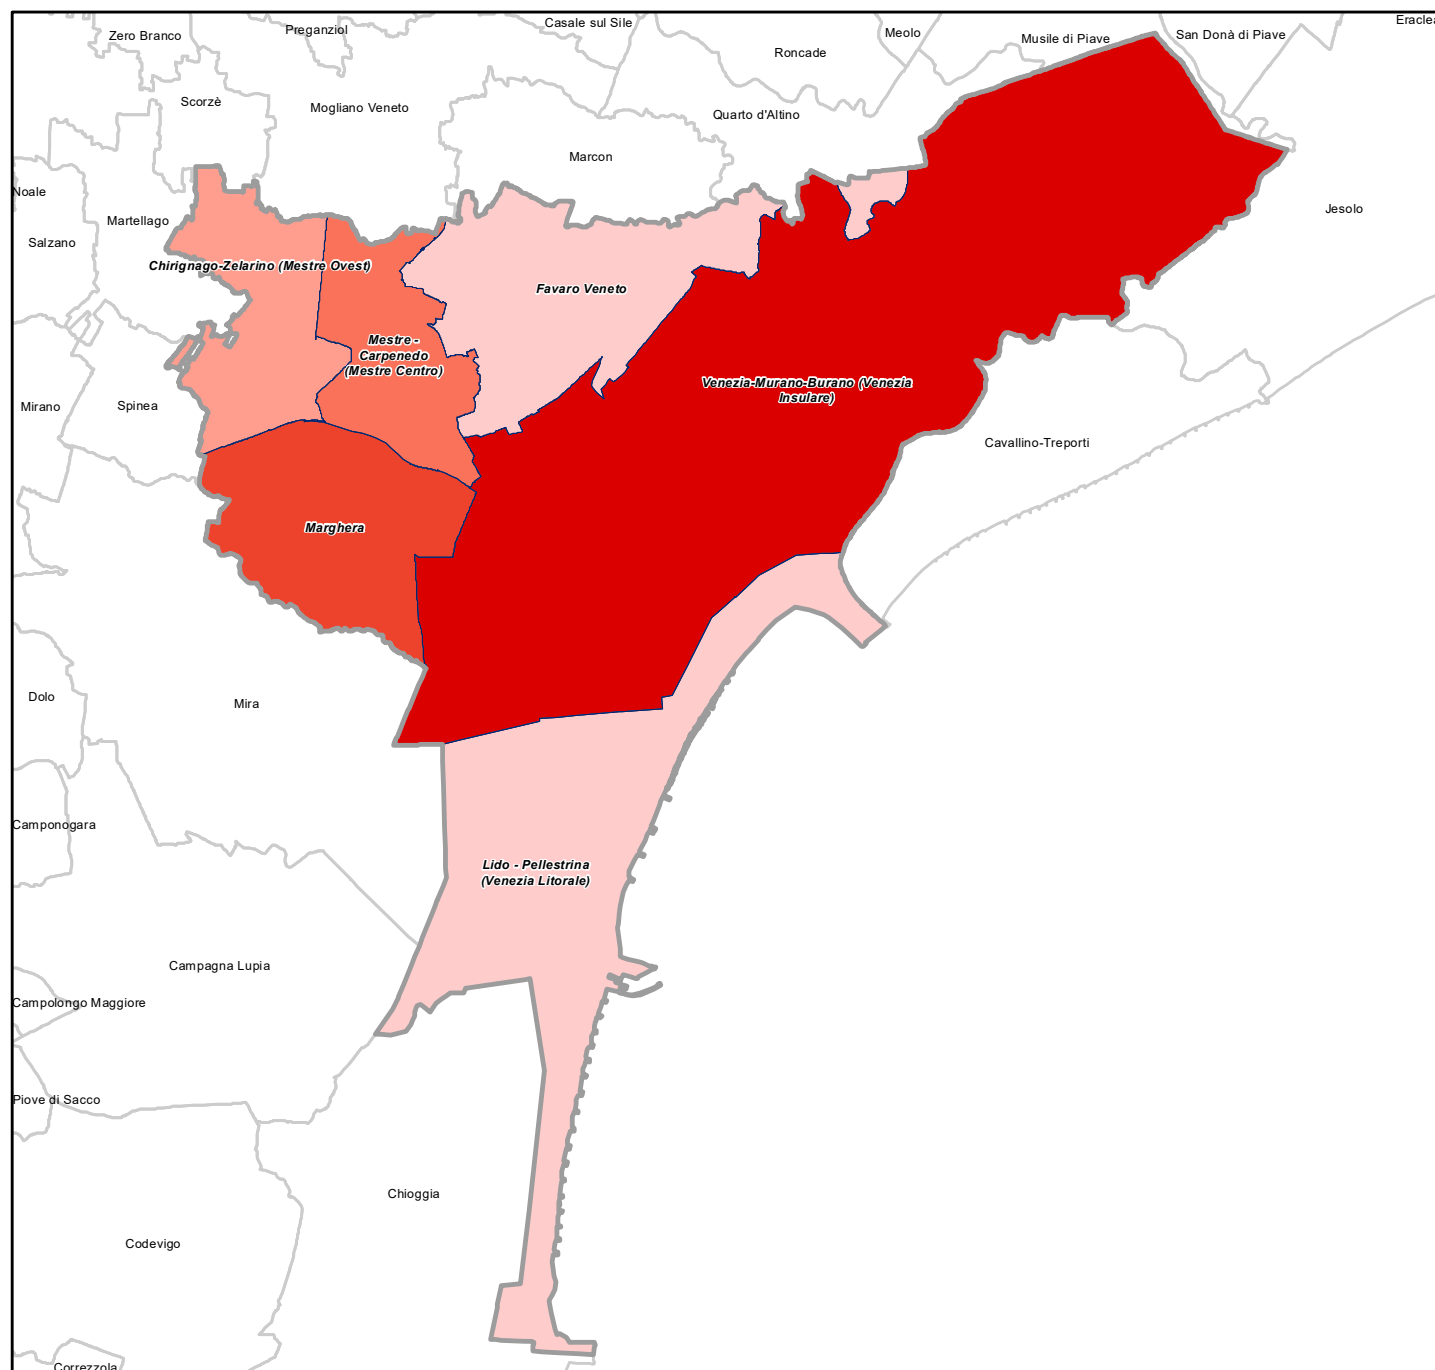 Zero Branco
Preganziol
Casale sul Sile
Meolo
Musile di Piave
San Donà di Piave
Roncade
Scorzè
Mogliano Veneto
Quarto d'Altino
Marcon
Noale
Martellago
Salzano
Jesolo
Chirignago-Zelarino (Mestre Ovest)
Favaro Veneto
Mestre -
Carpenedo
(Mestre Centro)
Venezia-Murano-Burano (Venezia
Insulare)
Mirano
Spinea
Cavallino-Treporti
Marghera
Dolo
Mira
Camponogara
Lido - Pellestrina
(Venezia Litorale)
Campagna Lupia
Campolongo Maggiore
Piove di Sacco
Chioggia
Codevigo
Correzzola